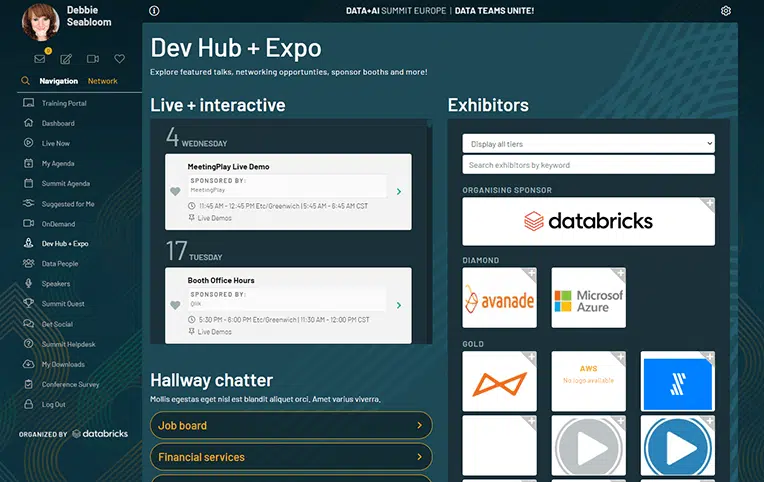 Debbie
Seabloom
DATA+AI SUMMIT EUROPE | DATA TEAMS UNITE!
Navigation
Network
Training Portal
Dashboard
Live Now
My Agenda
Summit Agenda
Suggested for Me
OnDemand
Dev Hub + Expo
Data People
Speakers
Summit Quest
Get Social
Summit Helpdesk
My Downloads
Conference Survey
Log Out
ORGANIZED BY databricks
Dev Hub + Expo
Explore featured talks, networking opportunties, sponsor booths and more!
Live + interactive
4 WEDNESDAY
MeetingPlay Live Demo
SPONSORED BY:
MeetingPlay
11:45 AM - 12:45 PM Etc/Greenwich | 5:45 AM - 6:45 AM CST
Live Demos
17 TUESDAY
Booth Office Hours
SPONSORED BY:
Qlik
5:30 PM - 6:00 PM Etc/Greenwich | 11:30 AM - 12:00 PM CST
Live Demos
Hallway chatter
Mollis egestas eget nisl est blandit aliquet orci. Amet varius viverra.
Job board
Financial services
Exhibitors
Display all tiers
Search exhibitors by keyword
ORGANISING SPONSOR
databricks
DIAMOND
avanade
Microsof
Azure
GOLD
AWS
No logo available